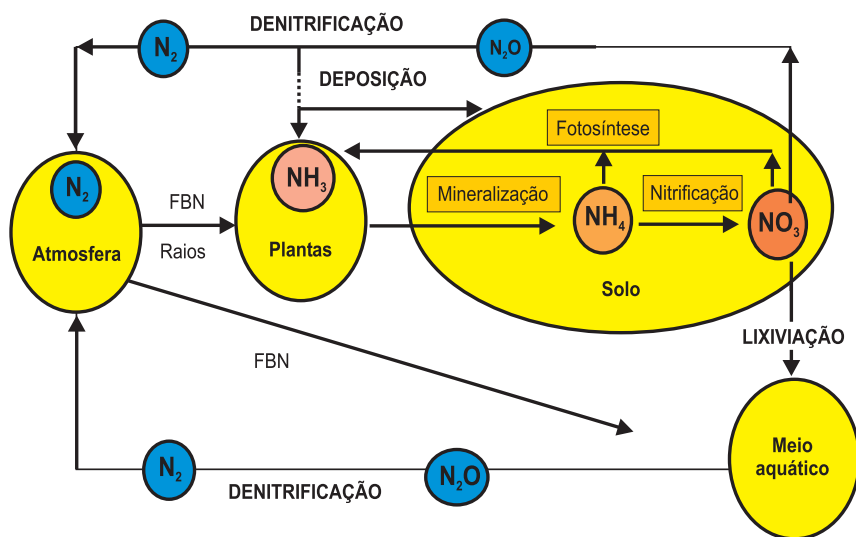 DENITRIFICAÇÃO
N₂
N₂O
DEPOSIÇÃO
Fotosíntese
N₂
NH₃
FBN
Mineralização
Nitrificação
NH₄
NO₃
Atmosfera
Raios
Plantas
Solo
LIXIVIAÇÃO
FBN
Meio
aquático
N₂
N₂O
DENITRIFICAÇÃO